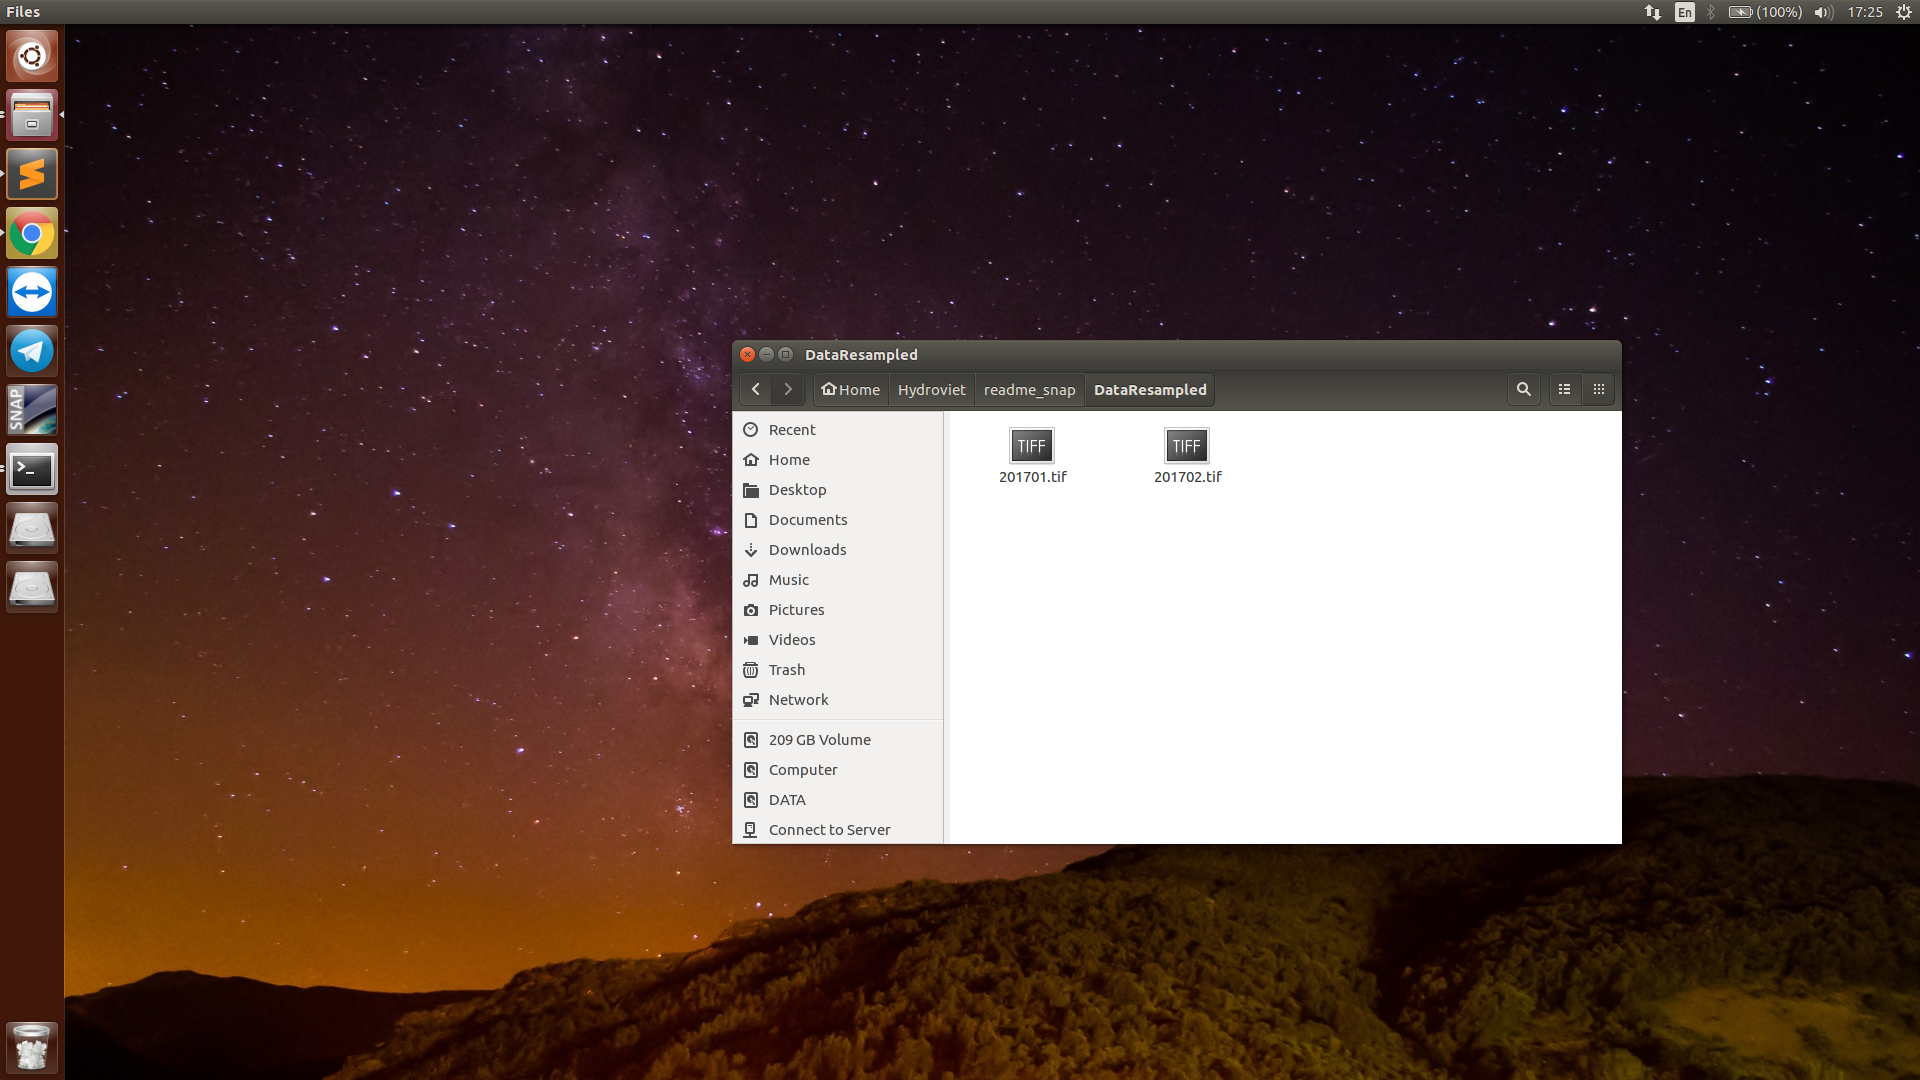 Files
En
(100%)
17:25
SNAP
DataResampled
Home
Hydroviet
readme_snap
DataResampled
Recent
Home
Desktop
Documents
Downloads
Music
Pictures
Videos
Trash
Network
209 GB Volume
Computer
DATA
Connect to Server
TIFF
TIFF
201701.tif
201702.tif